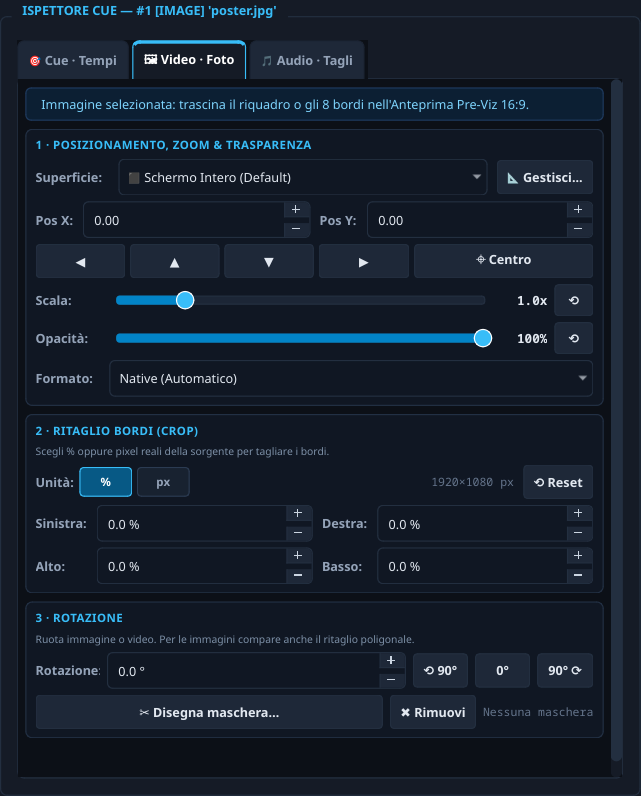 ISPETTORE CUE — #1 [IMAGE] 'poster.jpg'
Cue · Tempi
Video · Foto
Audio · Tagli
Immagine selezionata: trascina il riquadro o gli 8 bordi nell'Anteprima Pre-Viz 16:9.
1 · POSIZIONAMENTO, ZOOM & TRASPARENZA
Superficie: Schermo Intero (Default) Gestisci...
Pos X: 0.00 + − Pos Y: 0.00 + −
◀ ▲ ▼ ▶ ⌖ Centro
Scala: 1.0x ⟲
Opacità: 100% ⟲
Formato: Native (Automatico)
2 · RITAGLIO BORDI (CROP)
Scegli % oppure pixel reali della sorgente per tagliare i bordi.
Unità: % px 1920×1080 px ⟲ Reset
Sinistra: 0.0 % + − Destra: 0.0 % + −
Alto: 0.0 % + − Basso: 0.0 % + −
3 · ROTAZIONE
Ruota immagine o video. Per le immagini compare anche il ritaglio poligonale.
Rotazione: 0.0 ° + − ⟲ 90° 0° 90° ⟳
✂ Disegna maschera... ✖ Rimuovi Nessuna maschera